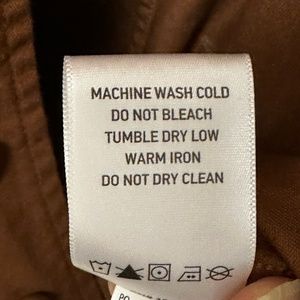 MACHINE WASH COLD
DO NOT BLEACH
TUMBLE DRY LOW
WARM IRON
DO NOT DRY CLEAN